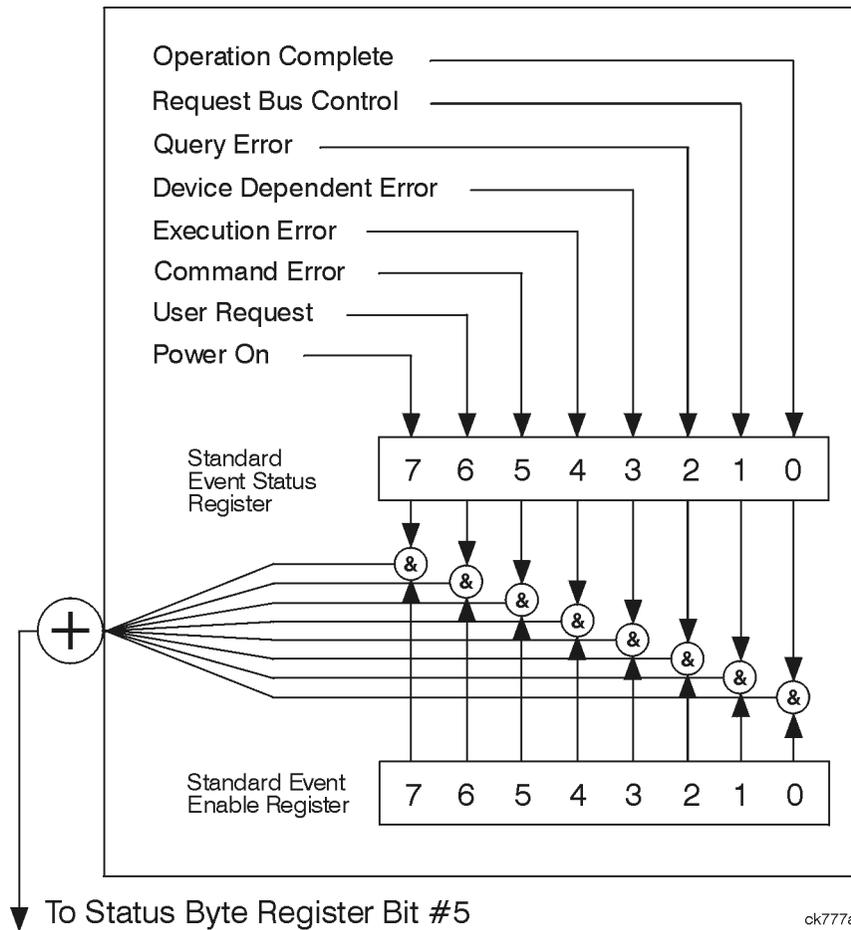 Operation Complete
Request Bus Control
Query Error
Device Dependent Error
Execution Error
Command Error
User Request
Power On
Standard
Event Status
Register
7 6 5 4 3 2 1 0
&
&
&
&
&
&
&
&
+
Standard Event
Enable Register
7 6 5 4 3 2 1 0
To Status Byte Register Bit #5
ck777a